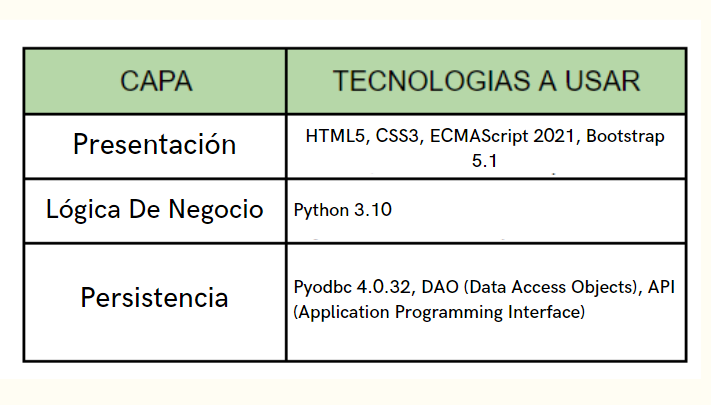 CAPA
TECNOLOGIAS A USAR
Presentación
HTML5, CSS3, ECMAScript 2021, Bootstrap
5.1
Lógica De Negocio
Python 3.10
Persistencia
Pyodbc 4.0.32, DAO (Data Access Objects), API
(Application Programming Interface)